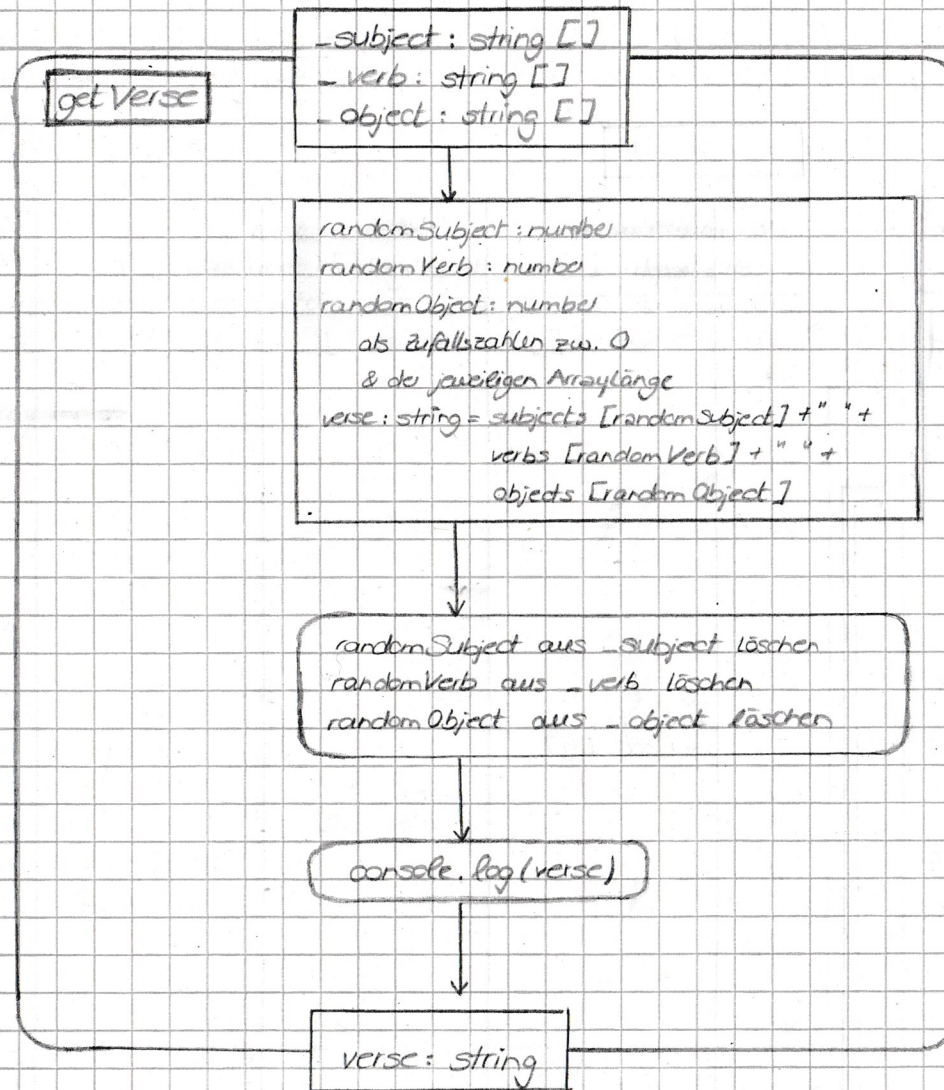 _subject : string []
_verb : string []
_object : string []
getVerse
randomSubject : number
randomVerb : number
randomObject : number
als Zufallszahlen zw. 0
& der jeweiligen Arraylänge
verse : string = subjects [randomSubject] + " " +
verbs [randomVerb] + " " +
objects [randomObject]
randomSubject aus _subject löschen
randomVerb aus _verb löschen
randomObject aus _object löschen
console.log(verse)
verse : string